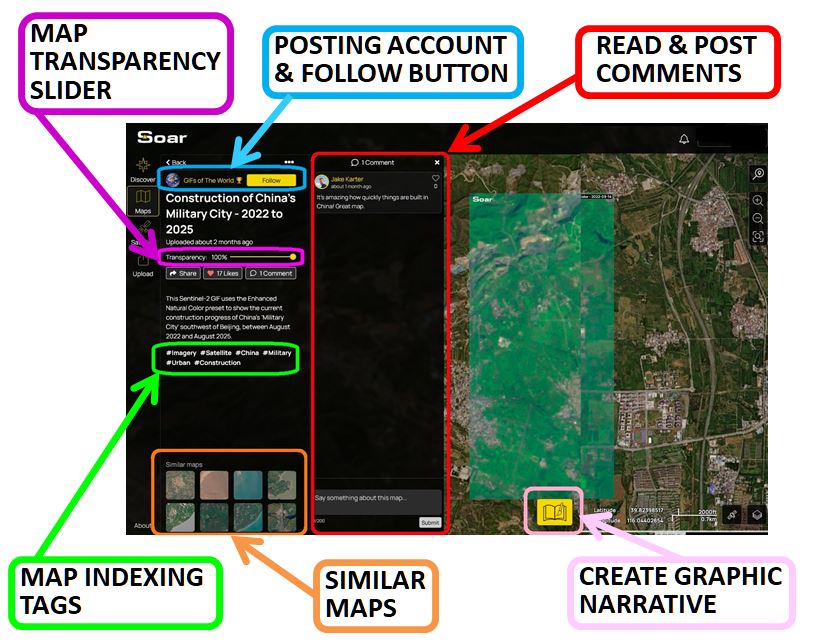 MAP
TRANSPARENCY
SLIDER
POSTING ACCOUNT
& FOLLOW BUTTON
READ & POST
COMMENTS
Soar
Discover
Maps
Upload
About
Back
GIFs of The World
Follow
Construction of China's
Military City - 2022 to
2025
Uploaded about 2 months ago
Transparency: 100%
Share
17 Likes
1 Comment
This Sentinel-2 GIF uses the Enhanced
Natural Color preset to show the current
construction progress of China's 'Military
City' southwest of Beijing, between August
2022 and August 2025.
#Imagery #Satellite #China #Military
#Urban #Construction
Similar maps
1 Comment
Jake Karter
about 1 month ago
0
It's amazing how quickly things are built in
China! Great map.
Say something about this map...
/200
Submit
Soar
Latitude 39.82398517
116.04402854
2000ft
0.7km
MAP INDEXING
TAGS
SIMILAR
MAPS
CREATE GRAPHIC
NARRATIVE